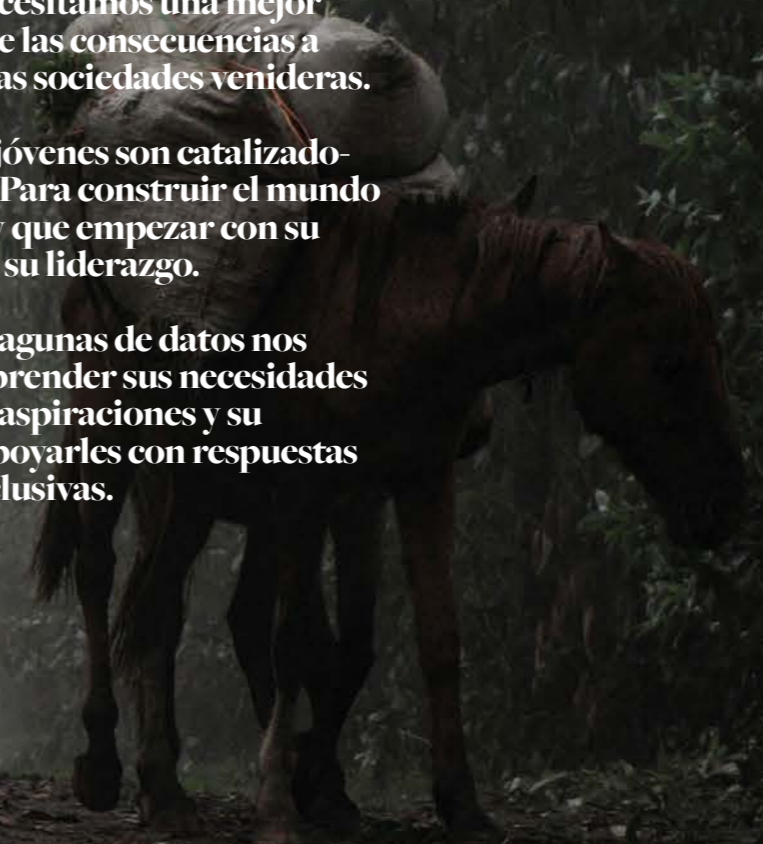 cesitamos una mejor
e las consecuencias a
as sociedades venideras.
jóvenes son catalizado-
Para construir el mundo
que empezar con su
su liderazgo.
agunas de datos nos
prender sus necesidades
aspiraciones y su
poyarles con respuestas
lusivas.